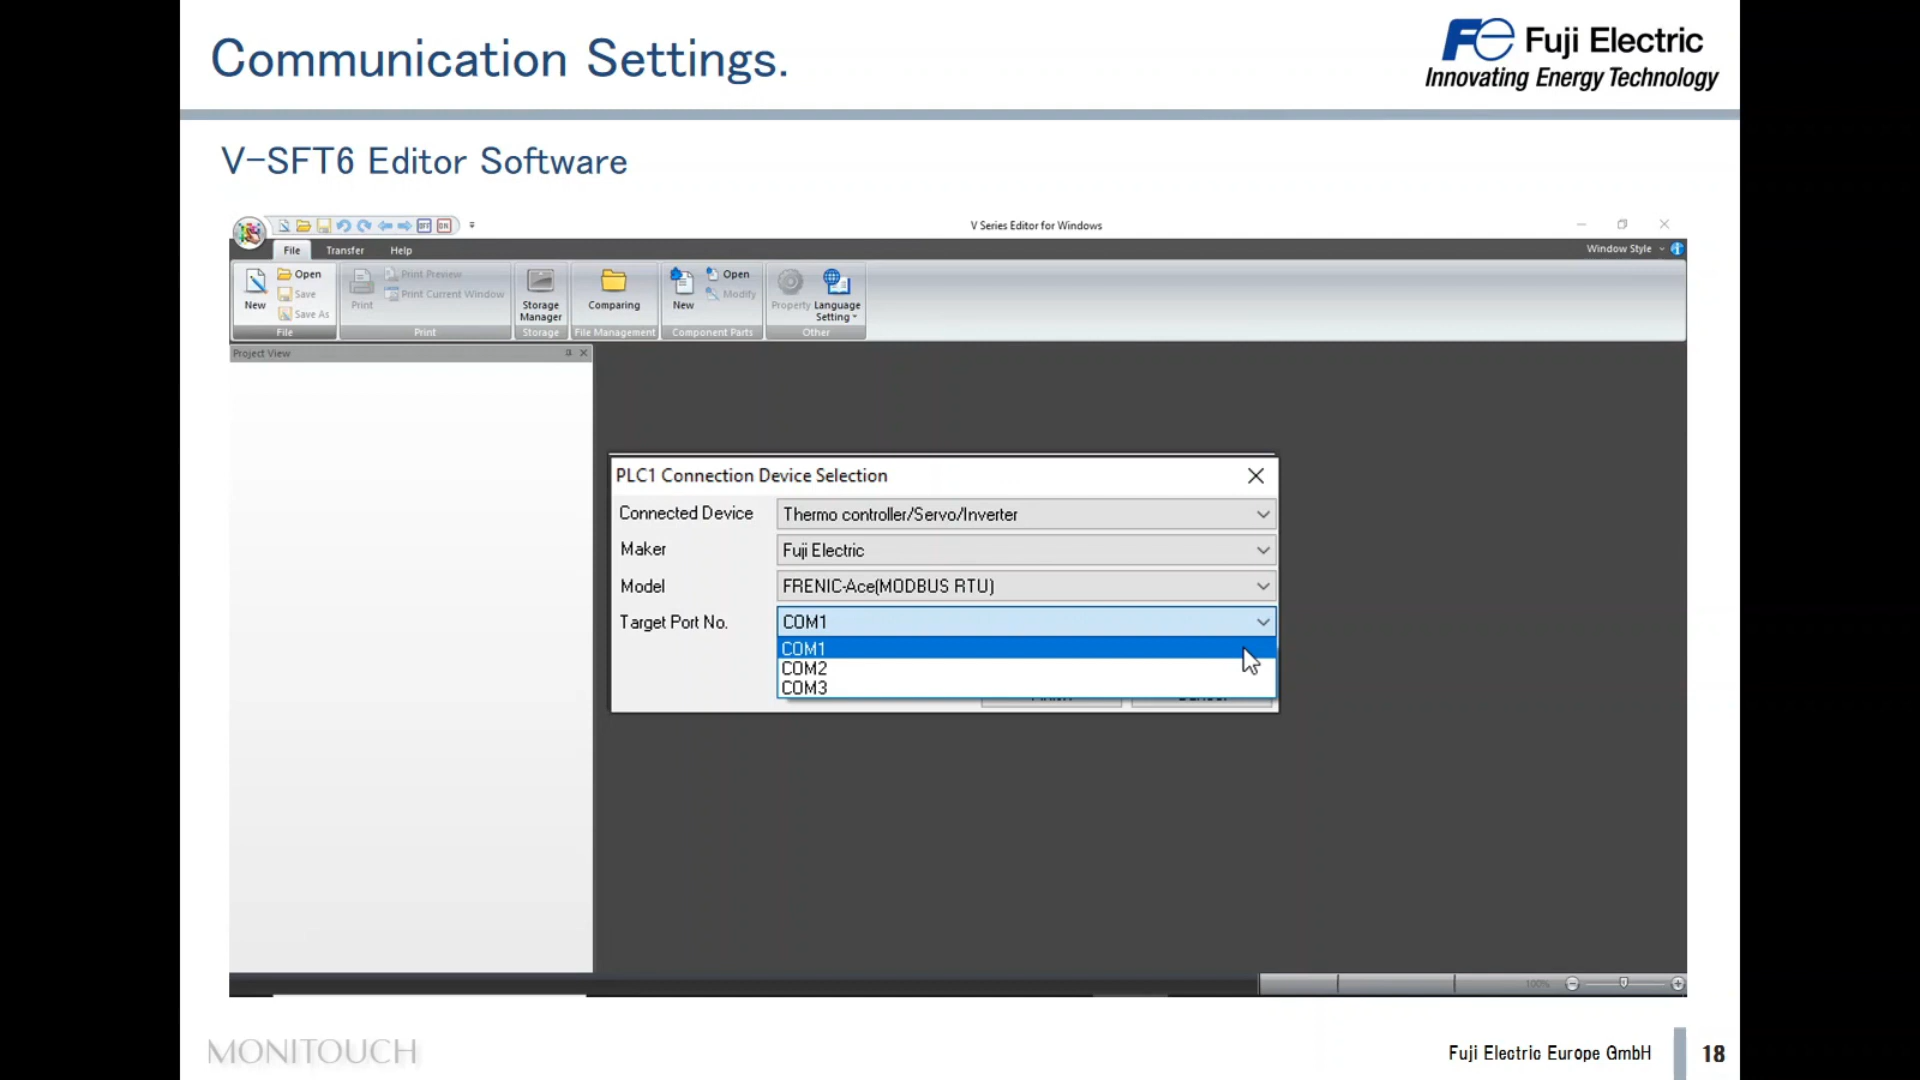 Communication Settings.
Fuji Electric
Innovating Energy Technology
V-SFT6 Editor Software
V Series Editor for Windows
File Transfer Help Window Style
New Open Save Save As
Print Print Preview Print Current Window
Storage Manager
Comparing
New Open Modify
Property Language Setting
File Print Storage File Management Component Parts Other
Project View
PLC1 Connection Device Selection
Connected Device Thermo controller/Servo/Inverter
Maker Fuji Electric
Model FRENIC-Ace(MODBUS RTU)
Target Port No. COM1
COM1
COM2
COM3
100%
MONITOUCH
Fuji Electric Europe GmbH 18